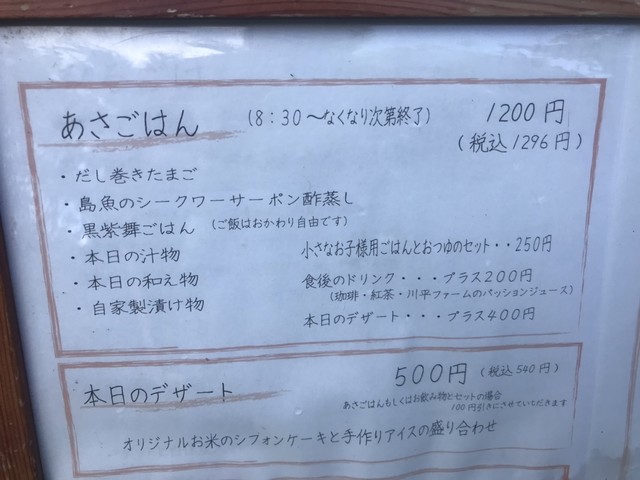 あさごはん (8：30～なくなり次第終了) 1200円
(税込1296円)
・だし巻きたまご
・島魚のシークワーサーポン酢蒸し
・黒紫舞ごはん (ご飯はおかわり自由です)
・本日の汁物 小さなお子様用ごはんとおつゆのセット・・250円
・本日の和え物 食後のドリンク・・・プラス200円
(珈琲・紅茶・川平ファームのパッションジュース)
・自家製漬け物 本日のデザート・・・プラス400円
本日のデザート 500円 (税込540円)
あさごはんもしくはお飲み物とセットの場合
100円引きにさせていただきます
オリジナルお米のシフォンケーキと手作りアイスの盛り合わせ